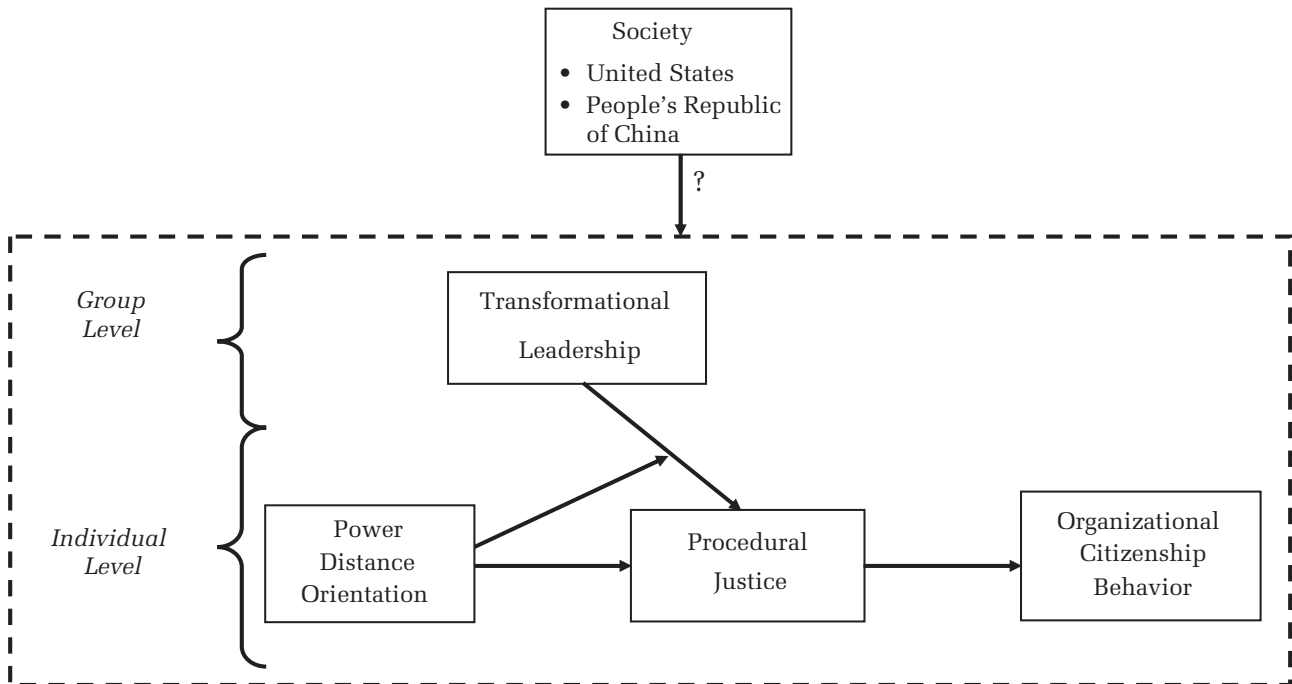 Society
• United States
• People's Republic
of China
?
Group
Level
Transformational
Leadership
Individual
Level
Power
Distance
Orientation
Procedural
Justice
Organizational
Citizenship
Behavior